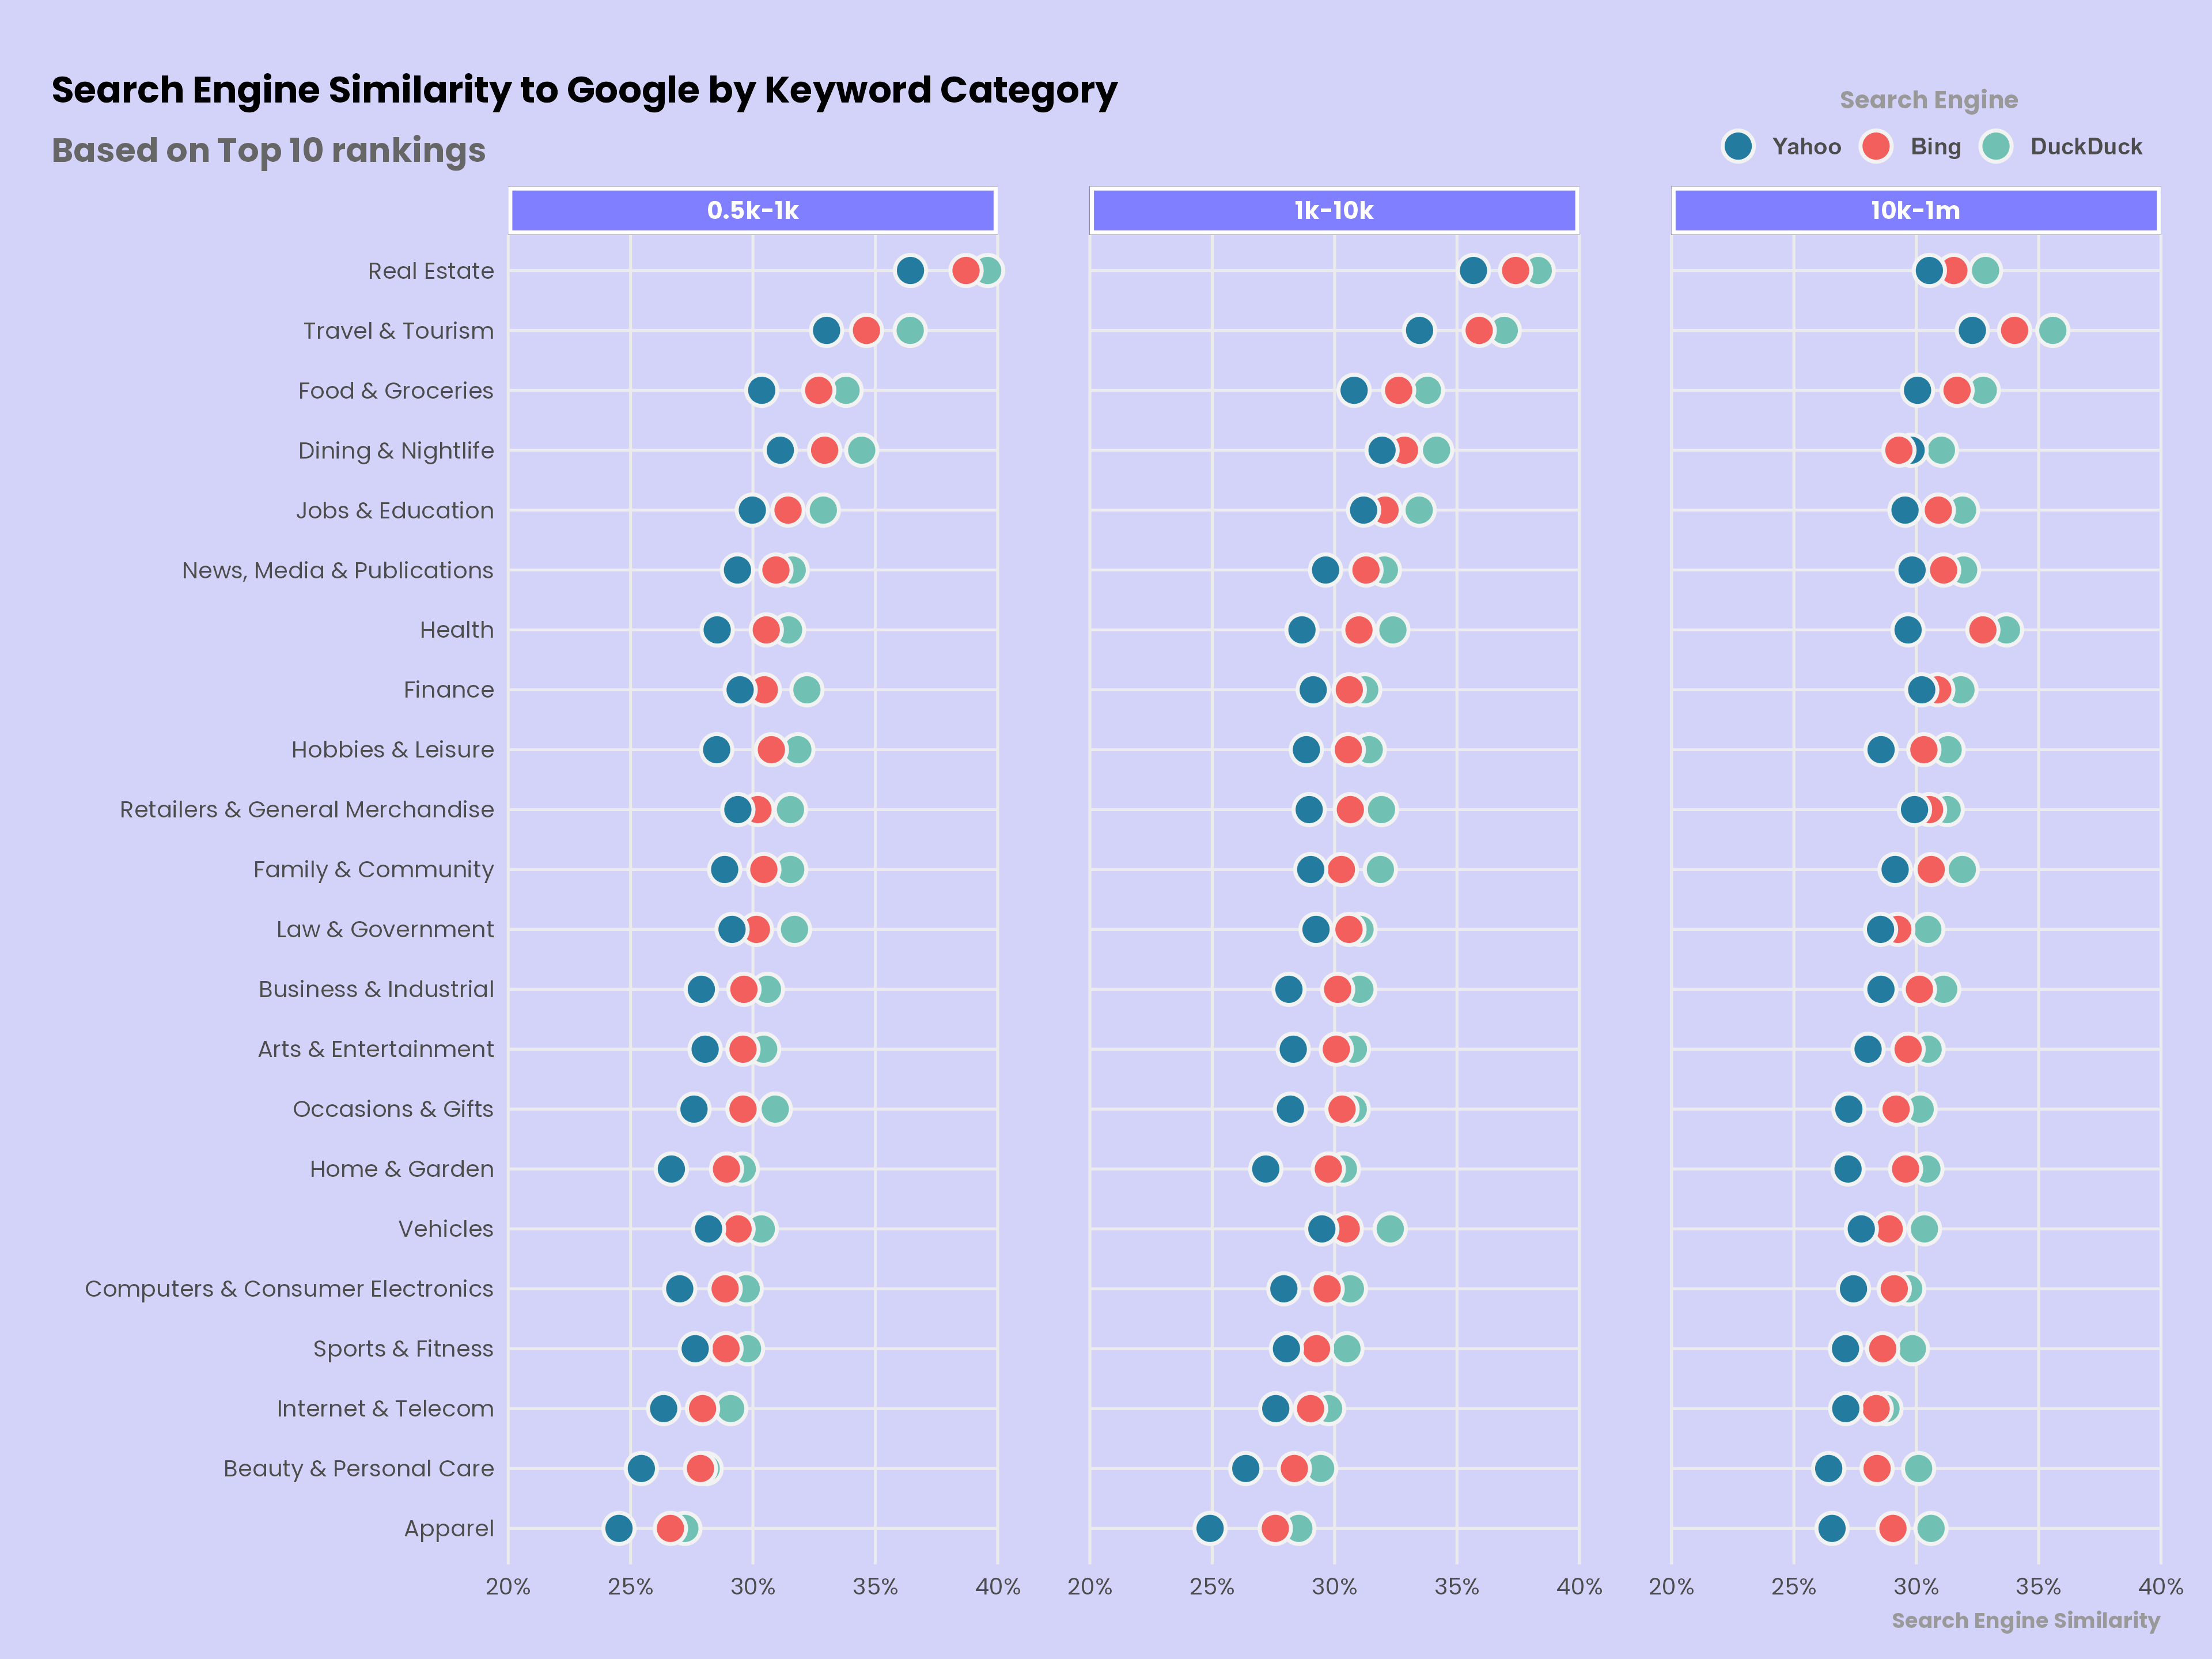 Search Engine Similarity to Google by Keyword Category
Based on Top 10 rankings
Search Engine
Yahoo Bing DuckDuck
0.5k-1k 1k-10k 10k-1m
Real Estate
Travel & Tourism
Food & Groceries
Dining & Nightlife
Jobs & Education
News, Media & Publications
Health
Finance
Hobbies & Leisure
Retailers & General Merchandise
Family & Community
Law & Government
Business & Industrial
Arts & Entertainment
Occasions & Gifts
Home & Garden
Vehicles
Computers & Consumer Electronics
Sports & Fitness
Internet & Telecom
Beauty & Personal Care
Apparel
20% 25% 30% 35% 40% 20% 25% 30% 35% 40% 20% 25% 30% 35% 40%
Search Engine Similarity